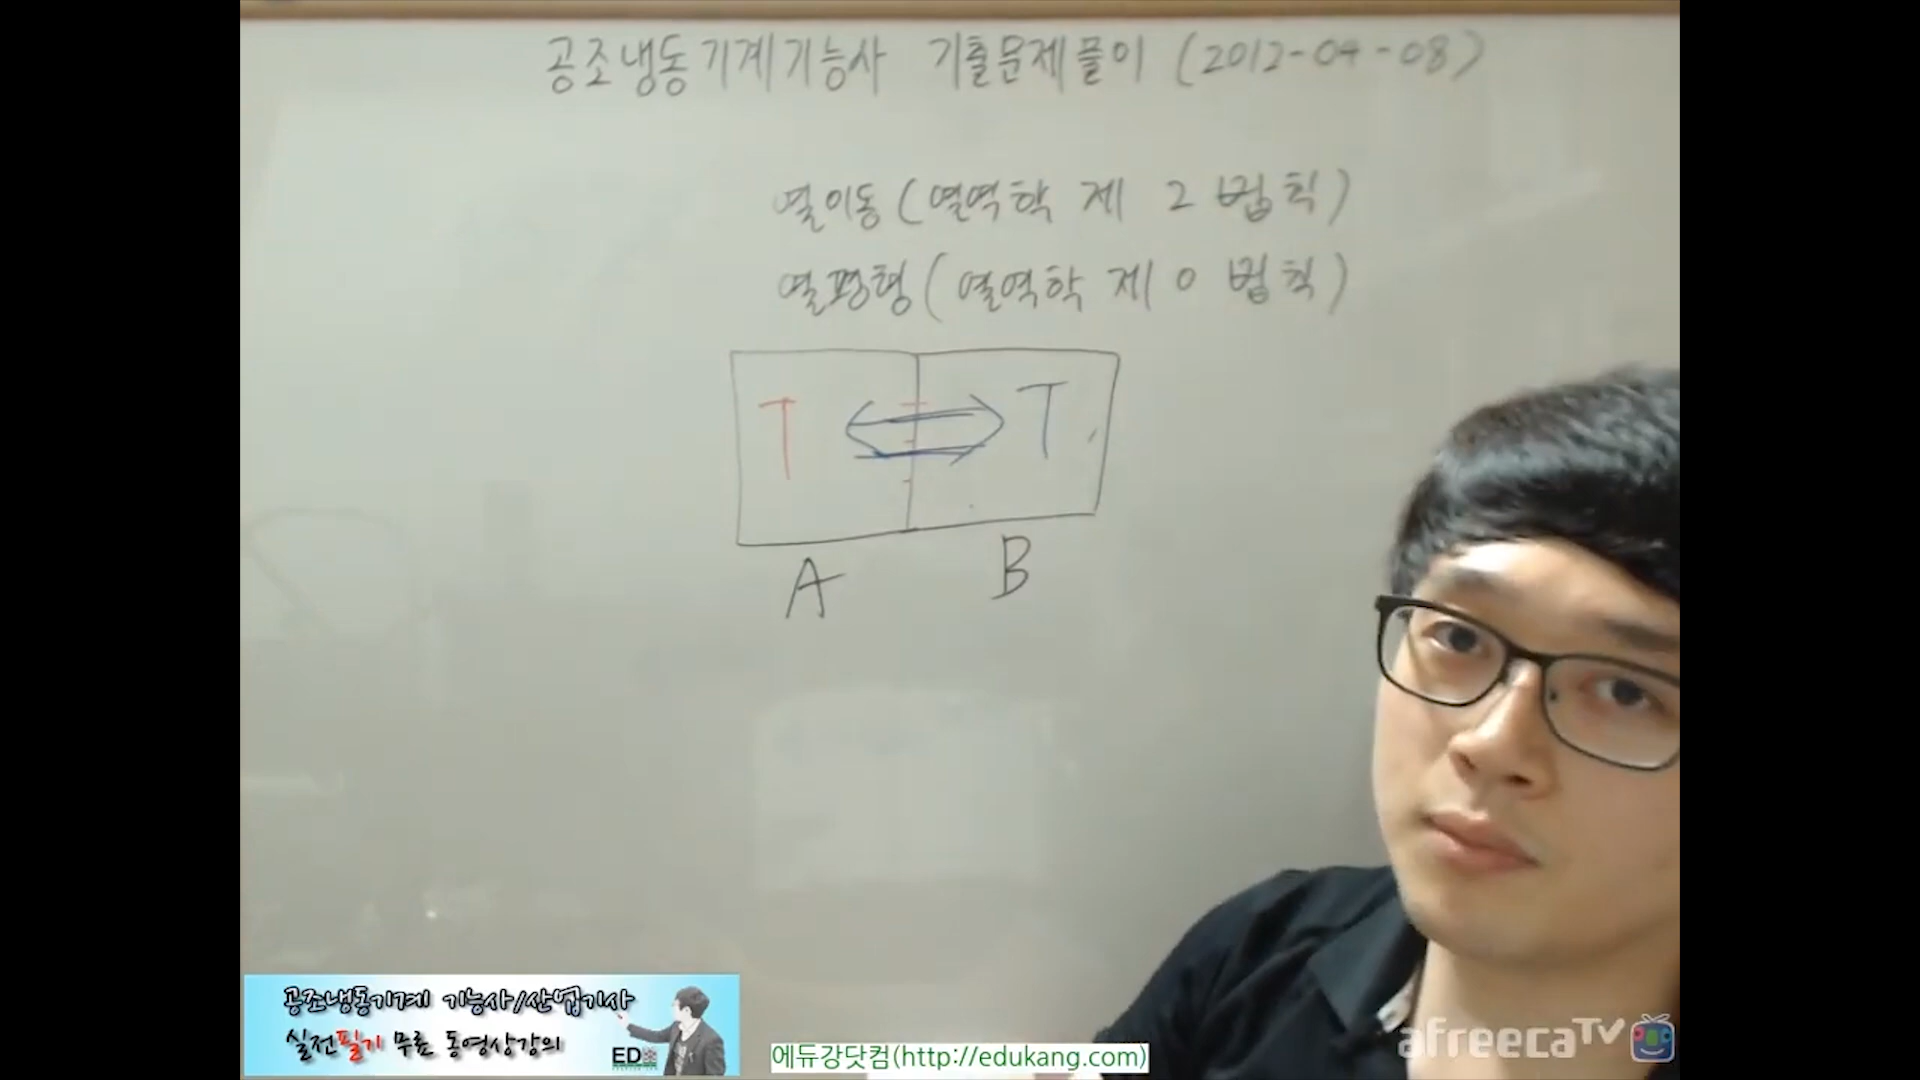 공조냉동기계기능사 기출문제풀이 (2012-04-08)
열이동(열역학 제 2 법칙)
열평형(열역학 제 0 법칙)
T T
A B
공조냉동기계 기능사/산업기사
실전필기 무료 동영상강의
에듀강닷컴(http://edukang.com)
afreecaTV